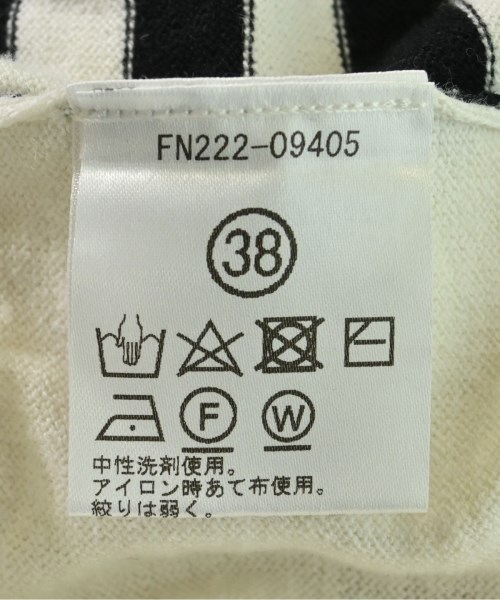 FN222-09405
38
F W
中性洗剤使用。
アイロン時あて布使用。
絞りは弱く。